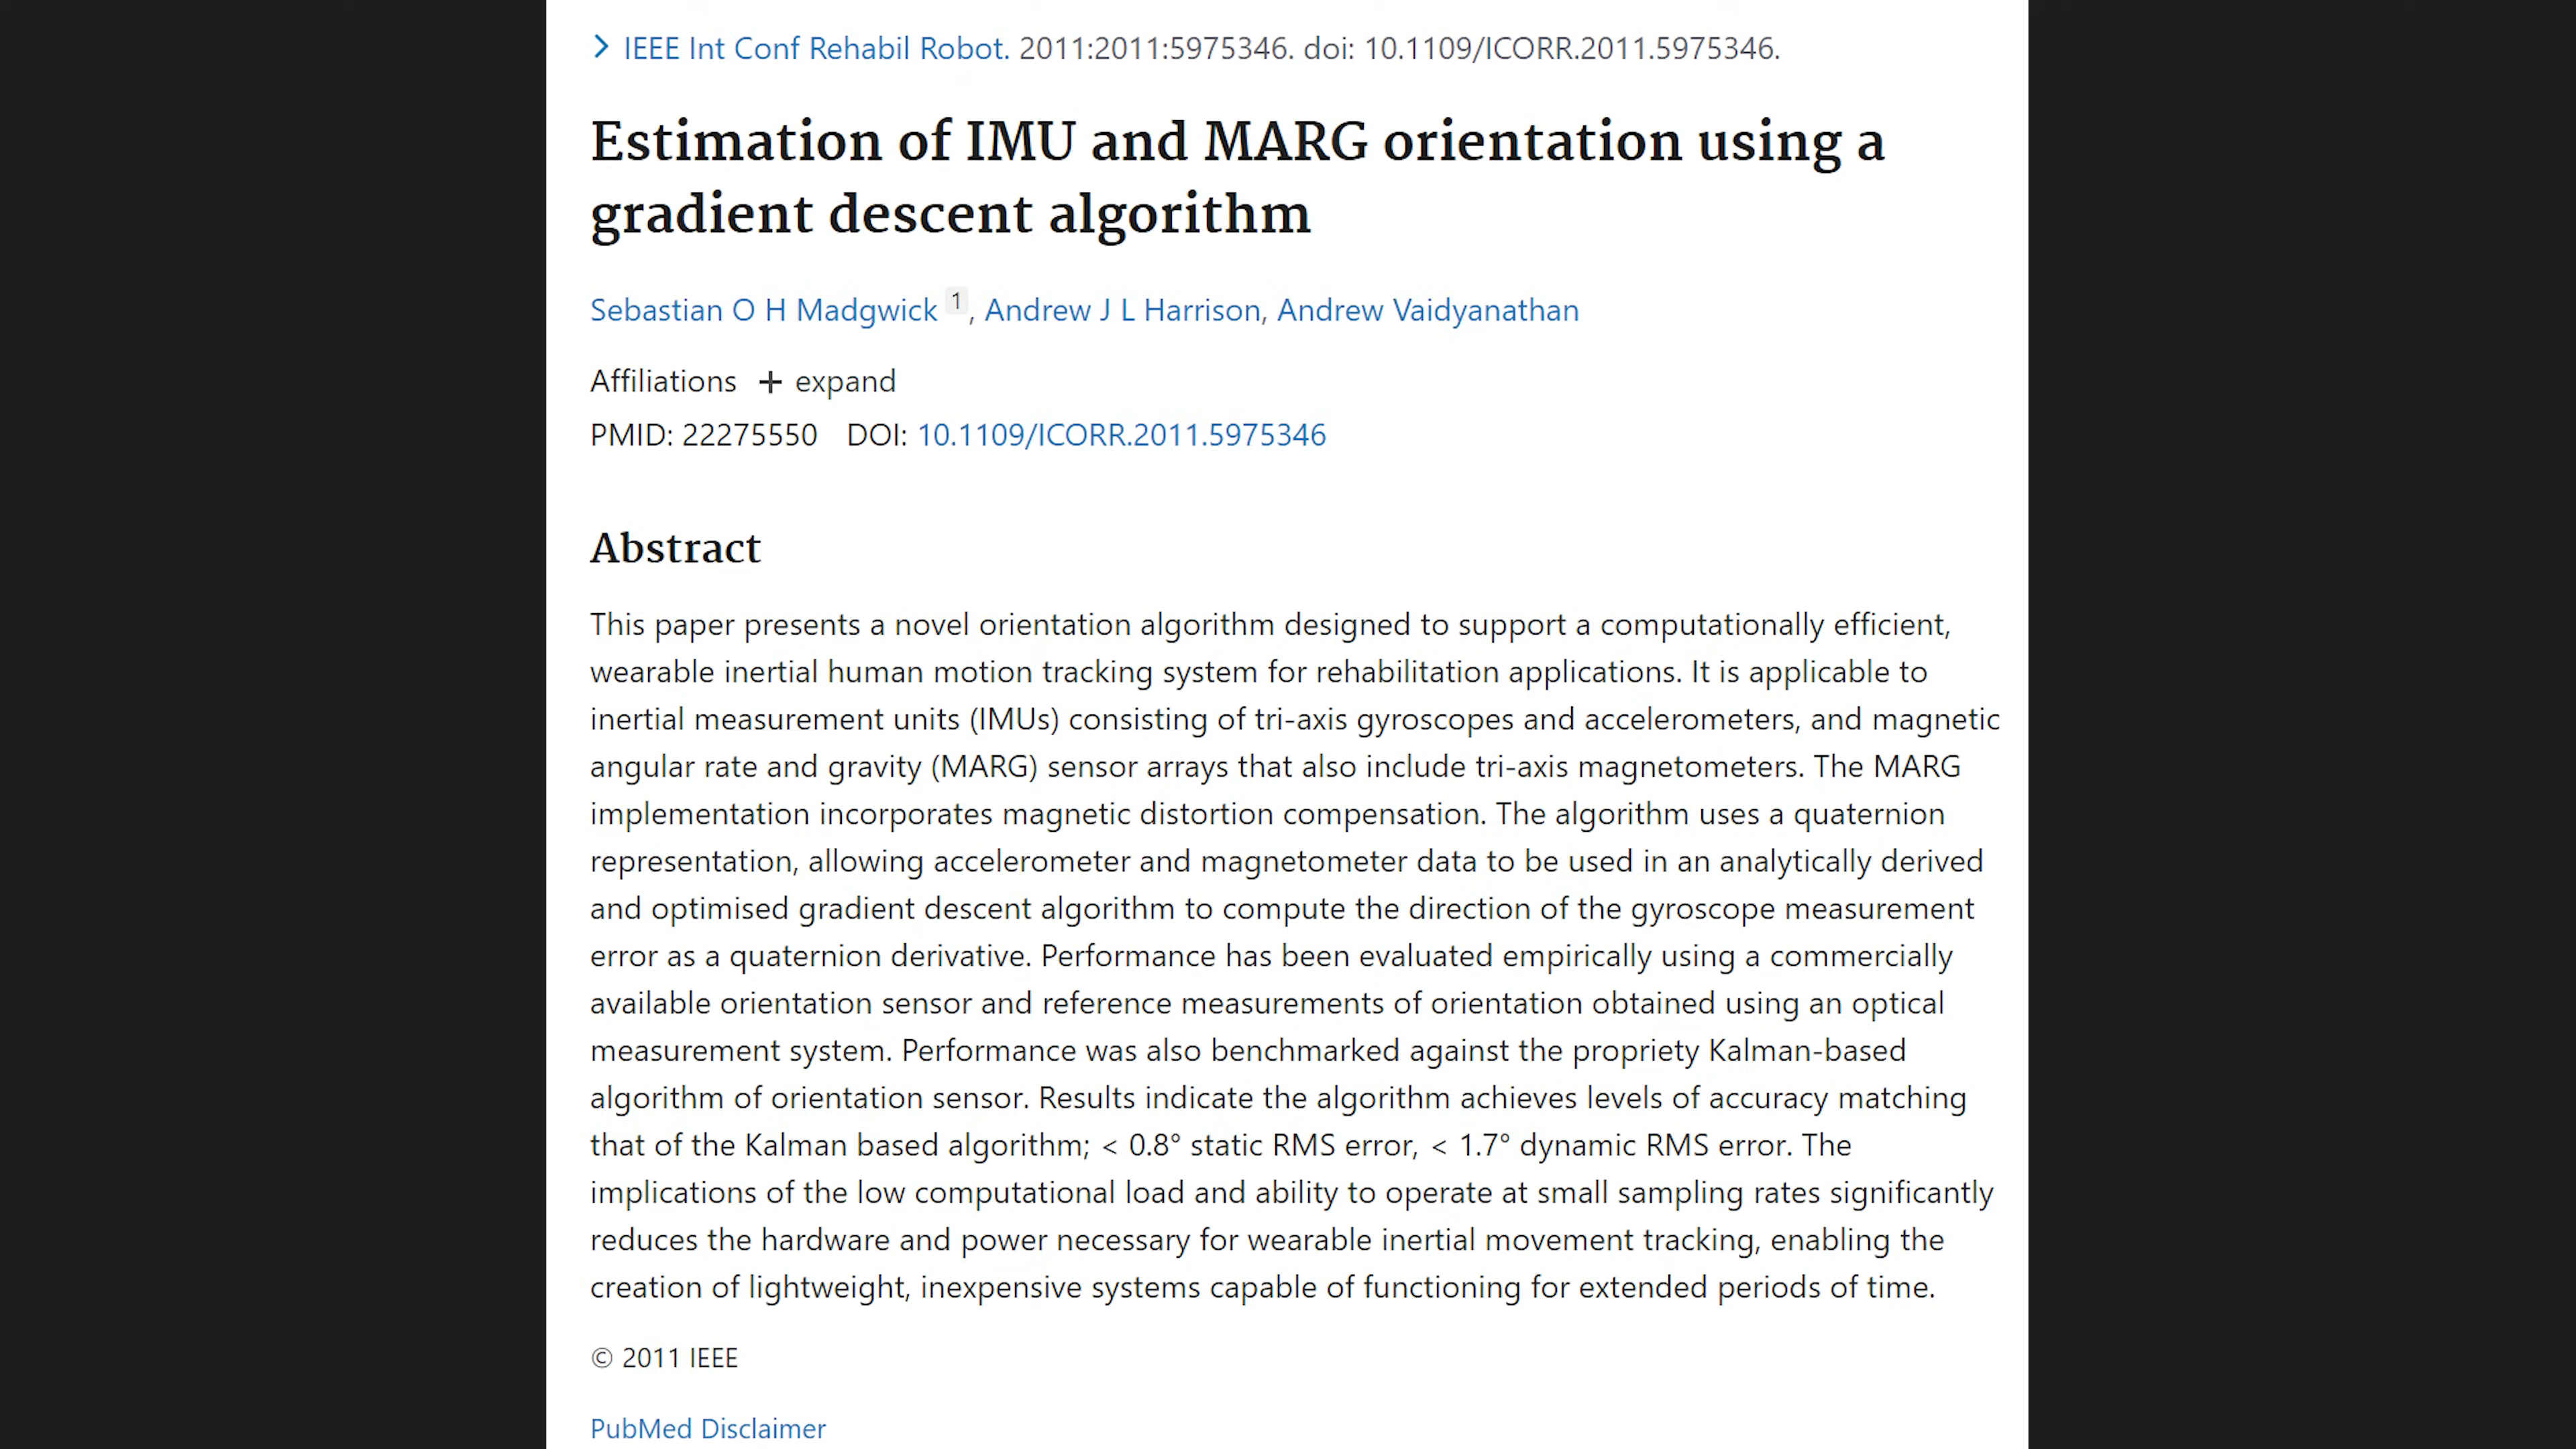 IEEE Int Conf Rehabil Robot. 2011:2011:5975346. doi: 10.1109/ICORR.2011.5975346.
Estimation of IMU and MARG orientation using a
gradient descent algorithm
Sebastian O H Madgwick 1, Andrew J L Harrison, Andrew Vaidyanathan
Affiliations + expand
PMID: 22275550 DOI: 10.1109/ICORR.2011.5975346
Abstract
This paper presents a novel orientation algorithm designed to support a computationally efficient,
wearable inertial human motion tracking system for rehabilitation applications. It is applicable to
inertial measurement units (IMUs) consisting of tri-axis gyroscopes and accelerometers, and magnetic
angular rate and gravity (MARG) sensor arrays that also include tri-axis magnetometers. The MARG
implementation incorporates magnetic distortion compensation. The algorithm uses a quaternion
representation, allowing accelerometer and magnetometer data to be used in an analytically derived
and optimised gradient descent algorithm to compute the direction of the gyroscope measurement
error as a quaternion derivative. Performance has been evaluated empirically using a commercially
available orientation sensor and reference measurements of orientation obtained using an optical
measurement system. Performance was also benchmarked against the propriety Kalman-based
algorithm of orientation sensor. Results indicate the algorithm achieves levels of accuracy matching
that of the Kalman based algorithm; < 0.8° static RMS error, < 1.7° dynamic RMS error. The
implications of the low computational load and ability to operate at small sampling rates significantly
reduces the hardware and power necessary for wearable inertial movement tracking, enabling the
creation of lightweight, inexpensive systems capable of functioning for extended periods of time.
© 2011 IEEE
PubMed Disclaimer